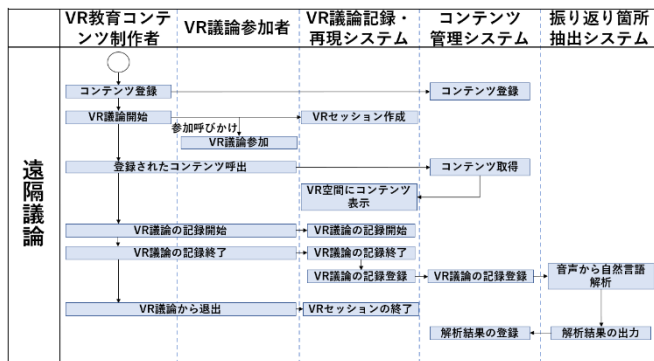 VR教育コンテ
ンツ制作者
VR議論参加者
VR議論記録・
再現システム
コンテンツ
管理システム
振り返り箇所
抽出システム
遠隔議論
コンテンツ登録
コンテンツ登録
VR議論開始
VRセッション作成
参加呼びかけ
VR議論参加
登録されたコンテンツ呼出
コンテンツ取得
VR空間にコンテンツ
表示
VR議論の記録開始
VR議論の記録開始
VR議論の記録終了
VR議論の記録終了
VR議論の記録登録
VR議論の記録登録
音声から自然言語
解析
VR議論から退出
VRセッションの終了
解析結果の登録
解析結果の出力